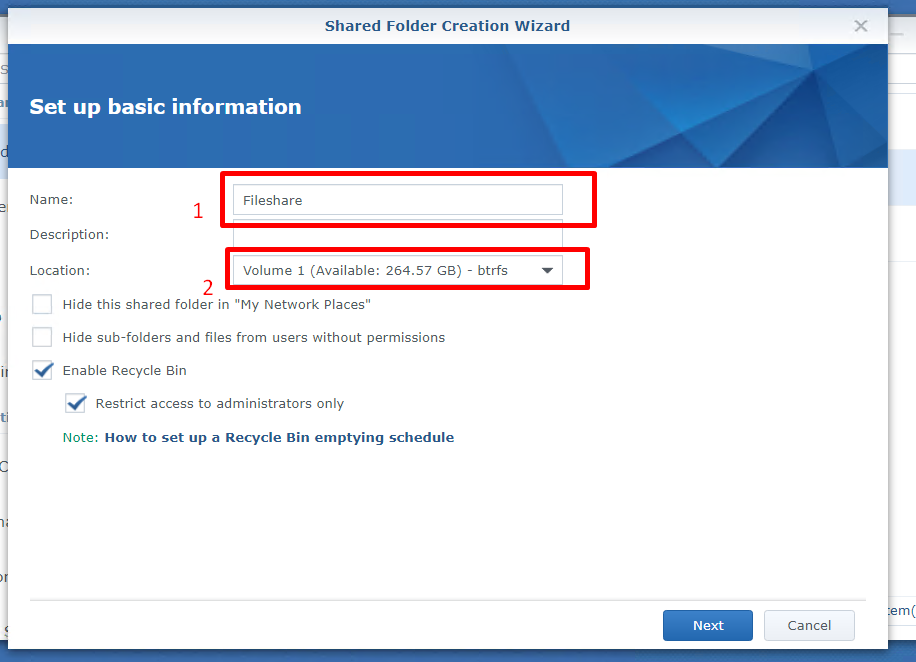 Shared Folder Creation Wizard
Set up basic information
Name:
1
Fileshare
Description:
Location:
2
Volume 1 (Available: 264.57 GB) - btrfs
Hide this shared folder in "My Network Places"
Hide sub-folders and files from users without permissions
Enable Recycle Bin
Restrict access to administrators only
Note: How to set up a Recycle Bin emptying schedule
Next
Cancel